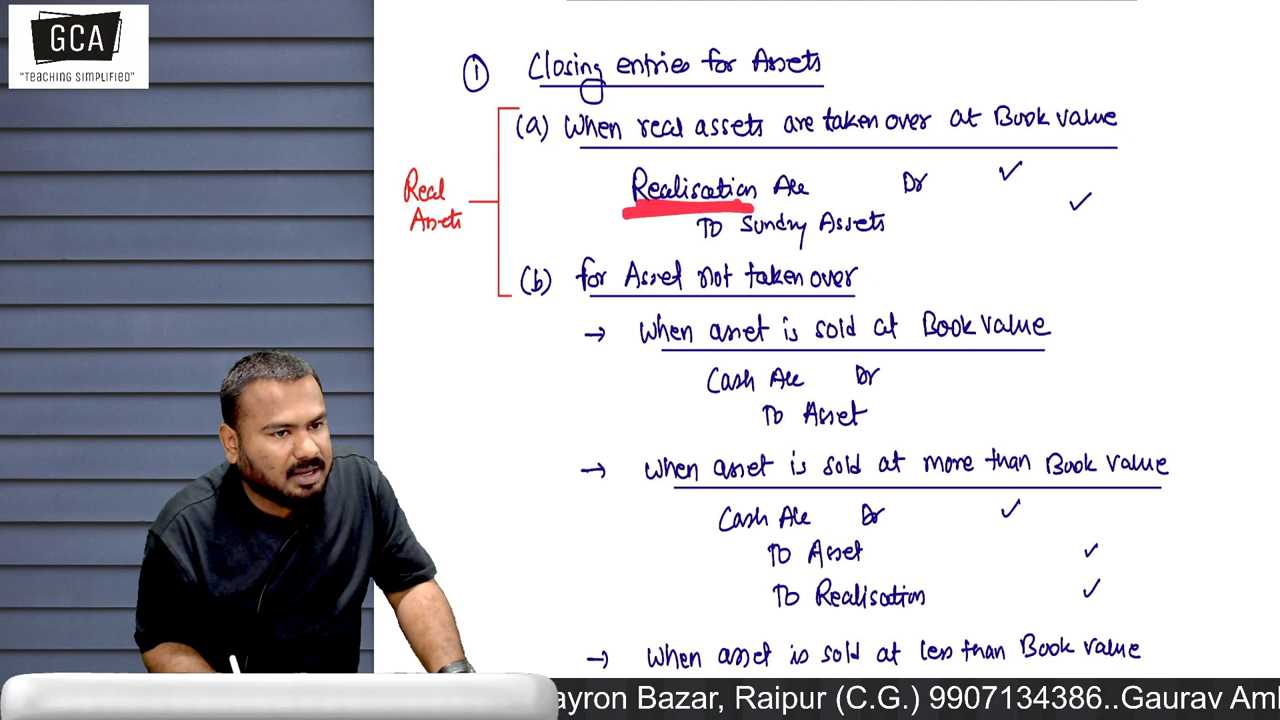 GCA
"TEACHING SIMPLIFIED"
① Closing entries for Assets
(a) When real assets are taken over at Book value
Real Assets
Realisation Acc Dr ✓
To Sundry Assets ✓
(b) for Asset not taken over
→ When asset is sold at Book value
Cash Acc Dr
To Asset
→ When asset is sold at more than Book value
Cash Acc Dr ✓
To Asset ✓
To Realisation ✓
→ When asset is sold at less than Book value
ayron Bazar, Raipur (C.G.) 9907134386..Gaurav Am